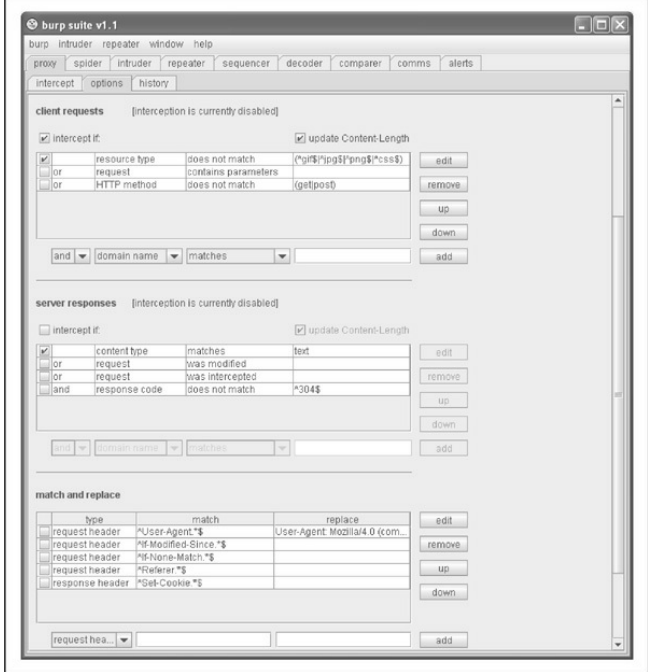 burp suite v1.1
burp intruder repeater window help
proxy spider intruder repeater sequencer decoder comparer comms alerts
intercept options history
client requests [interception is currently disabled]
intercept if: update Content-Length
resource type does not match (^gif$|^jpg$|^png$|^css$) edit
or request contains parameters
or HTTP method does not match (get|post) remove
up
down
and domain name matches add
server responses [interception is currently disabled]
intercept if: update Content-Length
content type matches text edit
or request was modified
or request was intercepted remove
and response code does not match ^304$
up
down
and domain name matches add
match and replace
type match replace edit
request header ^User-Agent.*$ User-Agent: Mozilla/4.0 (com...
request header ^If-Modified-Since.*$ remove
request header ^If-None-Match.*$
request header ^Referer.*$ up
response header ^Set-Cookie.*$
down
request hea... add